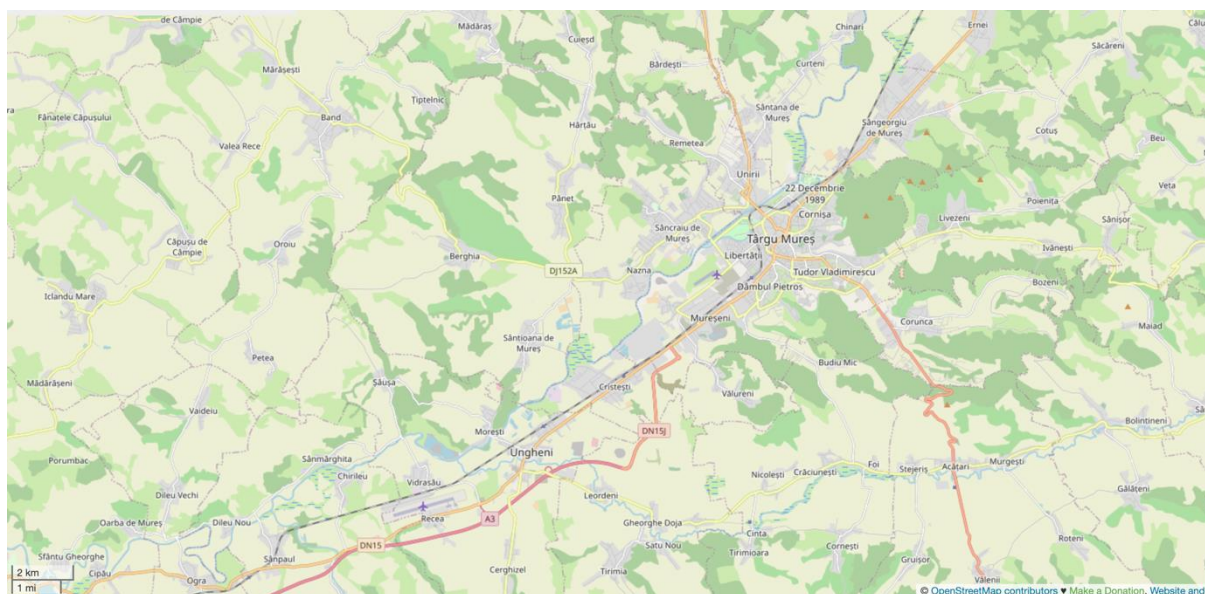 de Câmpie
Mădăraș
Cuieșd
Chinari
Ernei
Săcăreni
Mărășești
Bărdești
Curteni
Țiptelnic
Sântana de
Mureș
Fânațele Căpușului
Band
Hărțău
Sângeorgiu
de Mureș
Cotuș
Beu
Valea Rece
Remetea
Unirii
22 Decembrie
1989
Veta
Pănet
Cornișa
Poienița
Livezeni
Sânișor
Sâncraiu de
Mureș
Târgu Mureș
Căpușu de
Câmpie
Oroiu
Berghia
Libertății
Ivănești
DJ152A
Nazna
Tudor Vladimirescu
Dâmbul Pietros
Bozeni
Iclandu Mare
Mureșeni
Corunca
Maiad
Sântioana de
Mureș
Petea
Budiu Mic
Mădărășeni
Săușa
Cristești
Vălureni
Vaideiu
Bolintineni
Morești
DN15J
Ungheni
Porumbac
Sânmărghita
Chirileu
Vidrasău
Nicolești
Crăciunești
Foi
Stejeriș
Acățari
Murgești
Dileu Vechi
Leordeni
Gălățeni
Oarba de Mureș
Dileu Nou
Recea
A3
Gheorghe Doja
Cinta
Roteni
DN15
Satu Nou
Tirimioara
Cornești
Sfântu Gheorghe
Sânpaul
Cipău
Ogra
Cerghizel
Tirimia
Grușor
Vălenii
2 km
1 mi
© OpenStreetMap contributors ♥ Make a Donation. Website and